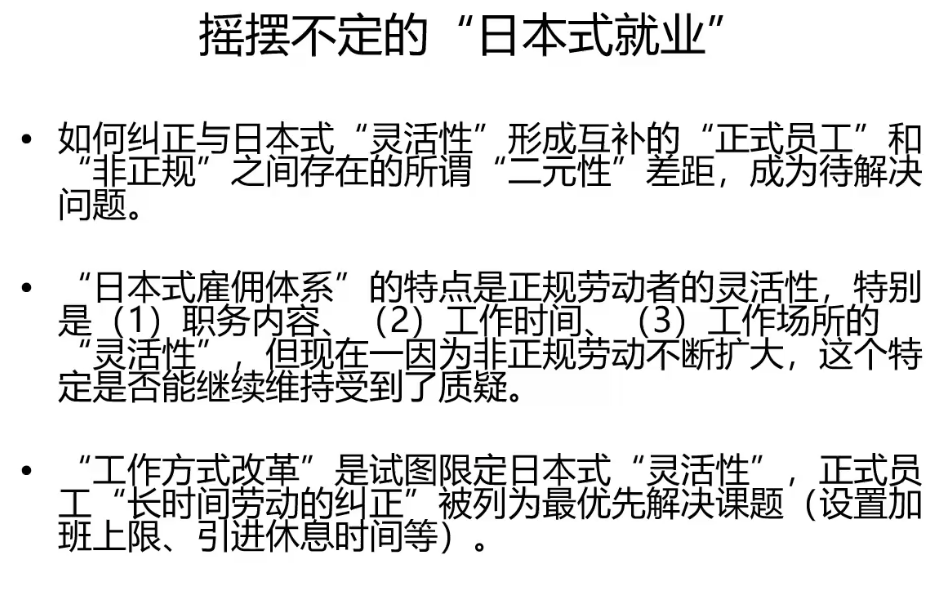 摇摆不定的“日本式就业”
• 如何纠正与日本式“灵活性”形成互补的“正式员工”和
“非正规”之间存在的所谓“二元性”差距，成为待解决
问题。
• “日本式雇佣体系”的特点是正规劳动者的灵活性，特别
是（1）职务内容、（2）工作时间、（3）工作场所的
“灵活性”，但现在一因为非正规劳动不断扩大，这个特
定是否能继续维持受到了质疑。
• “工作方式改革”是试图限定日本式“灵活性”，正式员
工“长时间劳动的纠正”被列为最优先解决课题（设置加
班上限、引进休息时间等）。